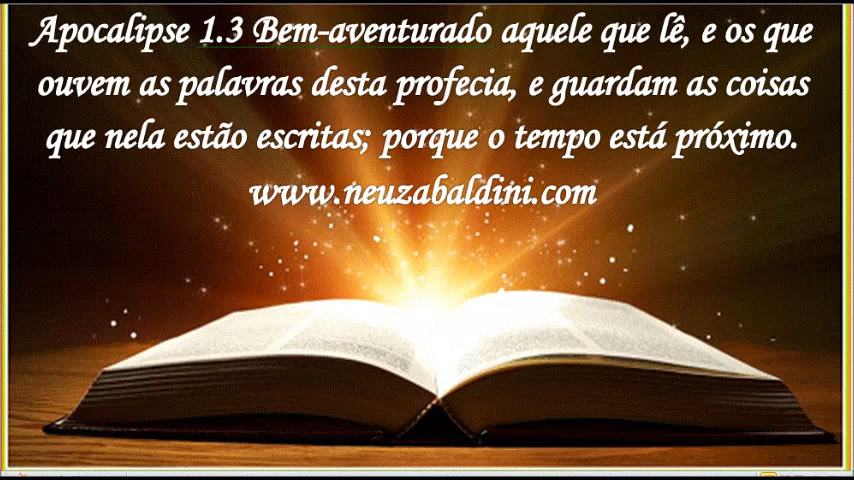 Apocalipse 1.3 Bem-aventurado aquele que lê, e os que
ouvem as palavras desta profecia, e guardam as coisas
que nela estão escritas; porque o tempo está próximo.
www.neuzabaldini.com